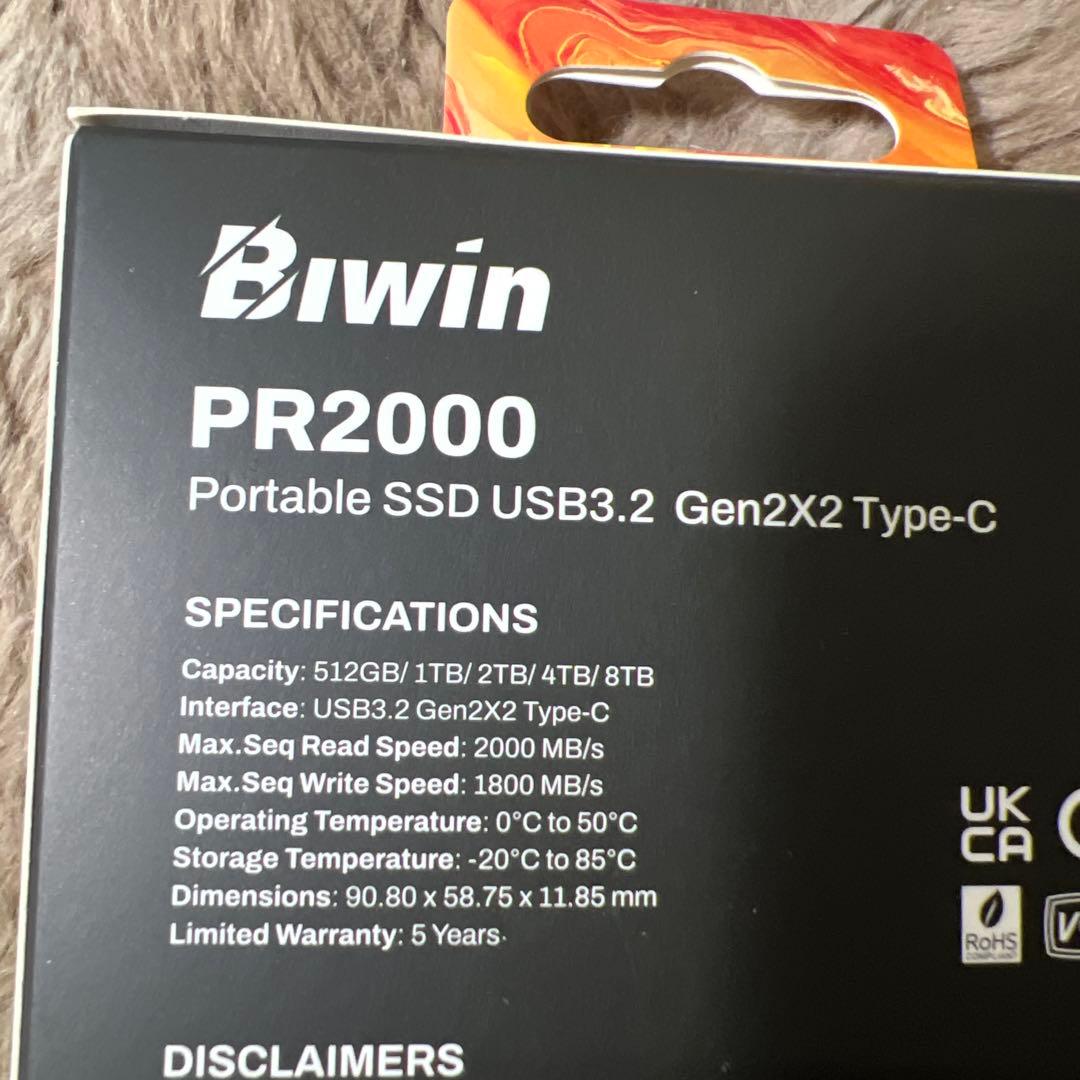 Biwin
PR2000
Portable SSD USB3.2 Gen2X2 Type-C
SPECIFICATIONS
Capacity: 512GB/ 1TB/ 2TB/ 4TB/ 8TB
Interface: USB3.2 Gen2X2 Type-C
Max.Seq Read Speed: 2000 MB/s
Max.Seq Write Speed: 1800 MB/s
Operating Temperature: 0°C to 50°C
Storage Temperature: -20°C to 85°C
Dimensions: 90.80 x 58.75 x 11.85 mm
Limited Warranty: 5 Years
UK
CA
RoHS
COMPLIANT
DISCLAIMERS